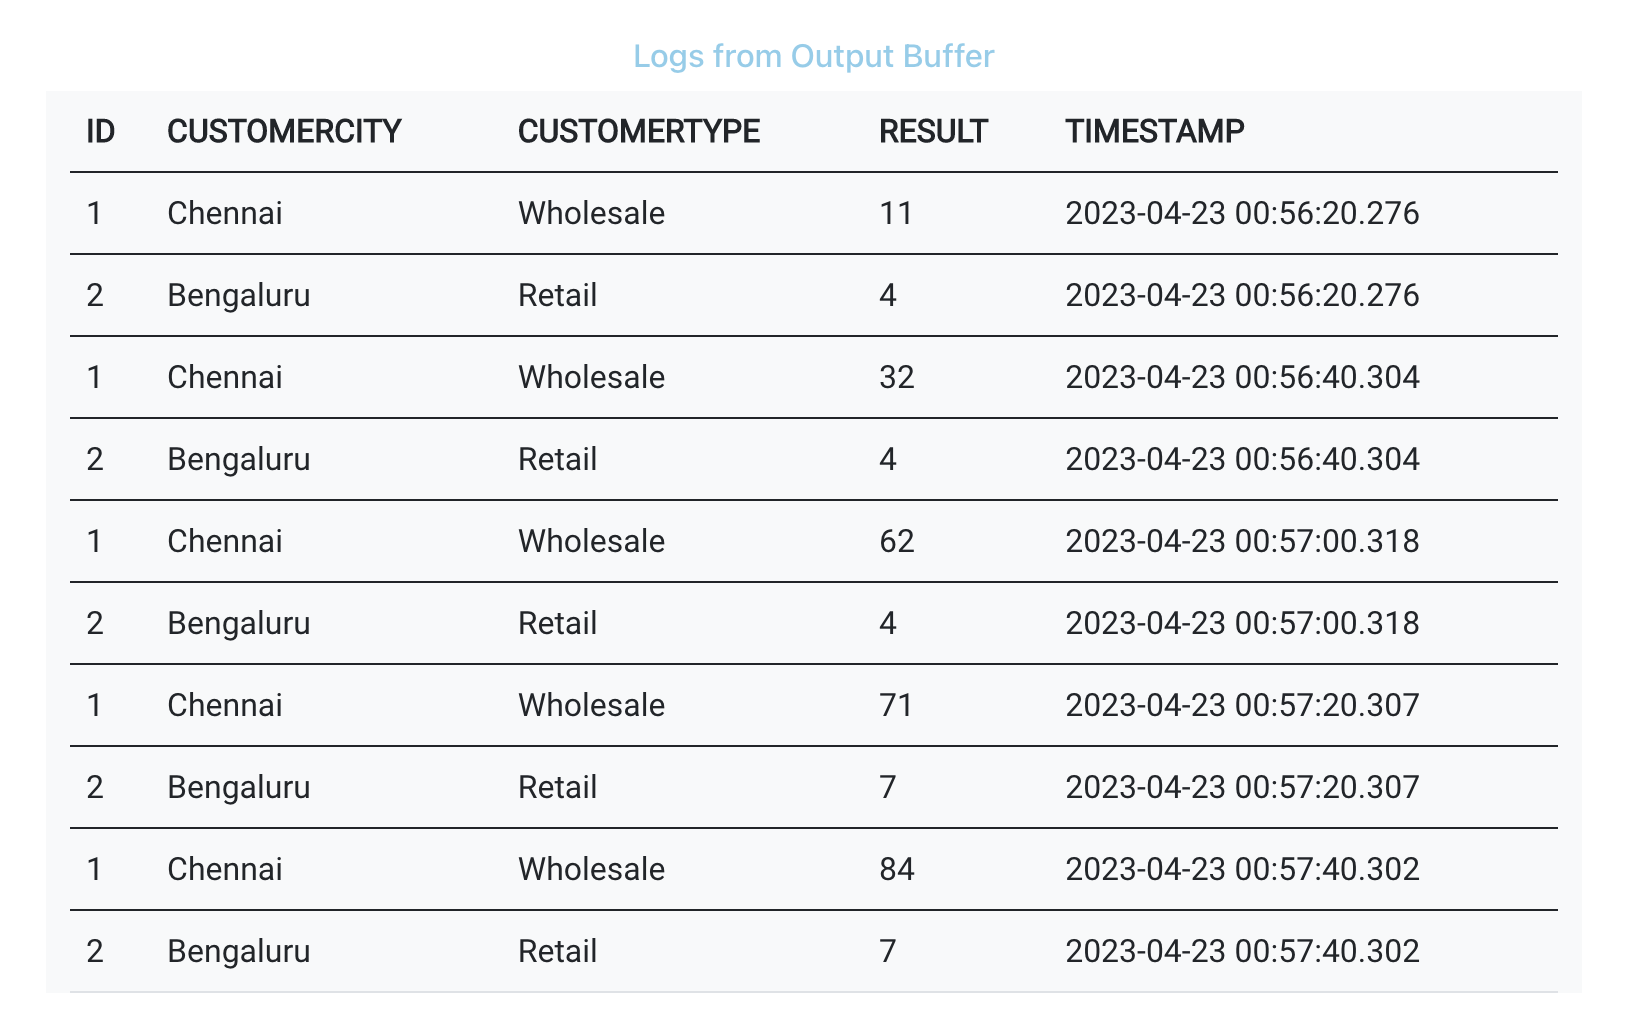 Logs from Output Buffer
ID CUSTOMERCITY CUSTOMERTYPE RESULT TIMESTAMP
1 Chennai Wholesale 11 2023-04-23 00:56:20.276
2 Bengaluru Retail 4 2023-04-23 00:56:20.276
1 Chennai Wholesale 32 2023-04-23 00:56:40.304
2 Bengaluru Retail 4 2023-04-23 00:56:40.304
1 Chennai Wholesale 62 2023-04-23 00:57:00.318
2 Bengaluru Retail 4 2023-04-23 00:57:00.318
1 Chennai Wholesale 71 2023-04-23 00:57:20.307
2 Bengaluru Retail 7 2023-04-23 00:57:20.307
1 Chennai Wholesale 84 2023-04-23 00:57:40.302
2 Bengaluru Retail 7 2023-04-23 00:57:40.302